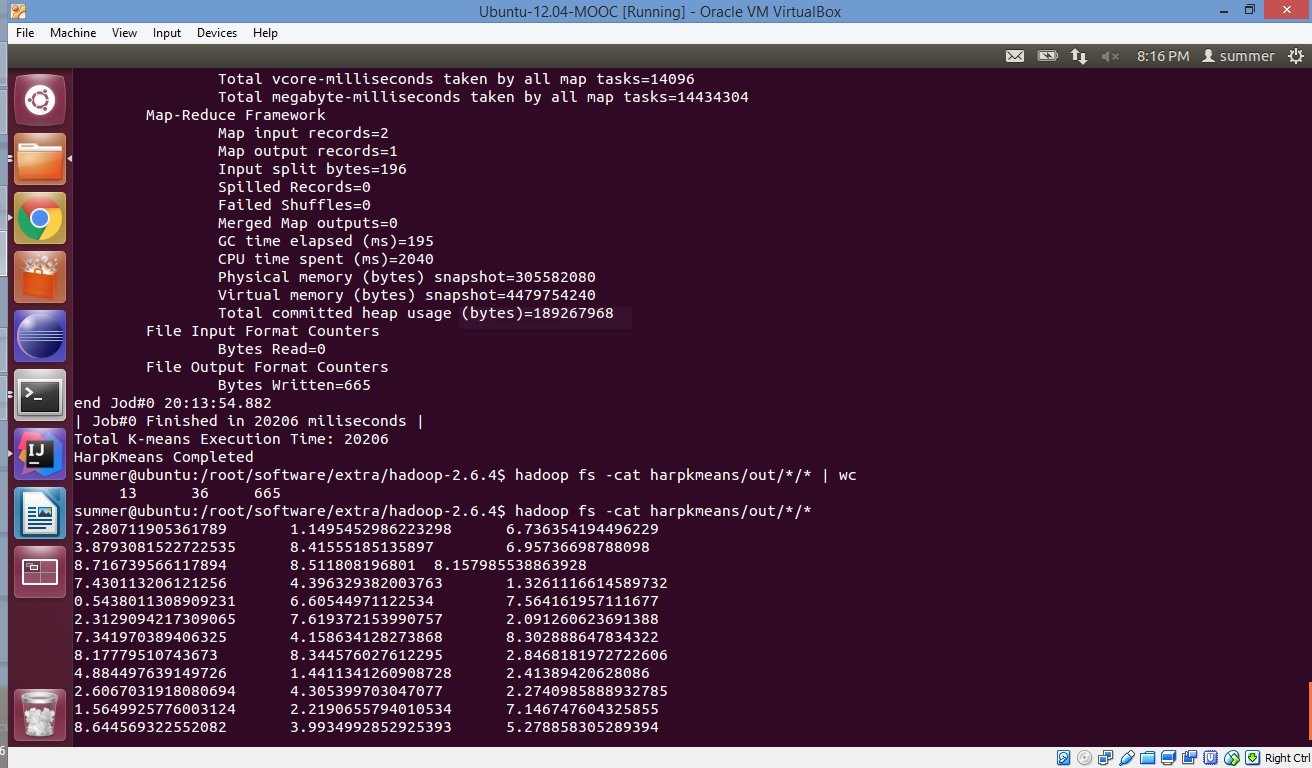 Ubuntu-12.04-MOOC [Running] - Oracle VM VirtualBox
File Machine View Input Devices Help
8:16 PM summer
Total vcore-milliseconds taken by all map tasks=14096
Total megabyte-milliseconds taken by all map tasks=14434304
Map-Reduce Framework
Map input records=2
Map output records=1
Input split bytes=196
Spilled Records=0
Failed Shuffles=0
Merged Map outputs=0
GC time elapsed (ms)=195
CPU time spent (ms)=2040
Physical memory (bytes) snapshot=305582080
Virtual memory (bytes) snapshot=4479754240
Total committed heap usage (bytes)=189267968
File Input Format Counters
Bytes Read=0
File Output Format Counters
Bytes Written=665
end Jod#0 20:13:54.882
| Job#0 Finished in 20206 miliseconds |
Total K-means Execution Time: 20206
HarpKmeans Completed
summer@ubuntu:/root/software/extra/hadoop-2.6.4$ hadoop fs -cat harpkmeans/out/*/* | wc
13 36 665
summer@ubuntu:/root/software/extra/hadoop-2.6.4$ hadoop fs -cat harpkmeans/out/*/*
7.280711905361789 1.1495452986223298 6.736354194496229
3.8793081522722535 8.41555185135897 6.95736698788098
8.716739566117894 8.511808196801 8.157985538863928
7.430113206121256 4.396329382003763 1.3261116614589732
0.5438011308909231 6.60544971122534 7.564161957111677
2.3129094217309065 7.619372153990757 2.091260623691388
7.341970389406325 4.158634128273868 8.302888647834322
8.17779510743673 8.344576027612295 2.8468181972722606
4.884497639149726 1.4411341260908728 2.41389420628086
2.6067031918080694 4.305399703047077 2.2740985888932785
1.5649925776003124 2.2190655794010534 7.146747604325855
8.644569322552082 3.9934992852925393 5.278858305289394
IJ
Right Ctrl